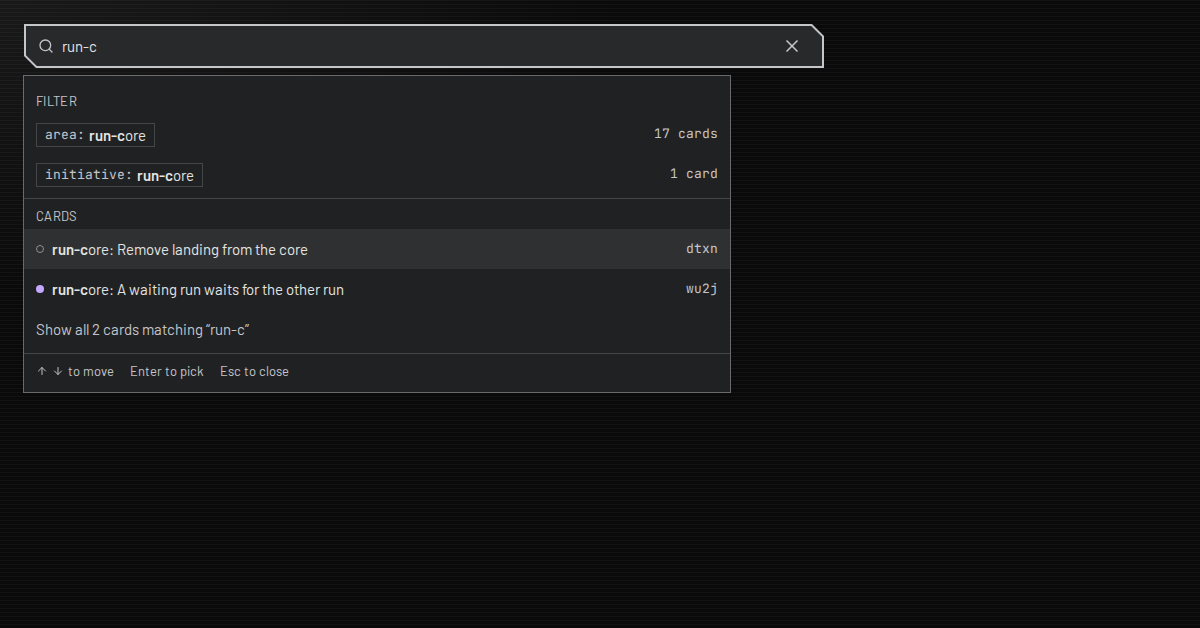 run-c
FILTER
area: run-core 17 cards
initiative: run-core 1 card
CARDS
run-core: Remove landing from the core dtxn
run-core: A waiting run waits for the other run wu2j
Show all 2 cards matching “run-c”
↑ ↓ to move Enter to pick Esc to close